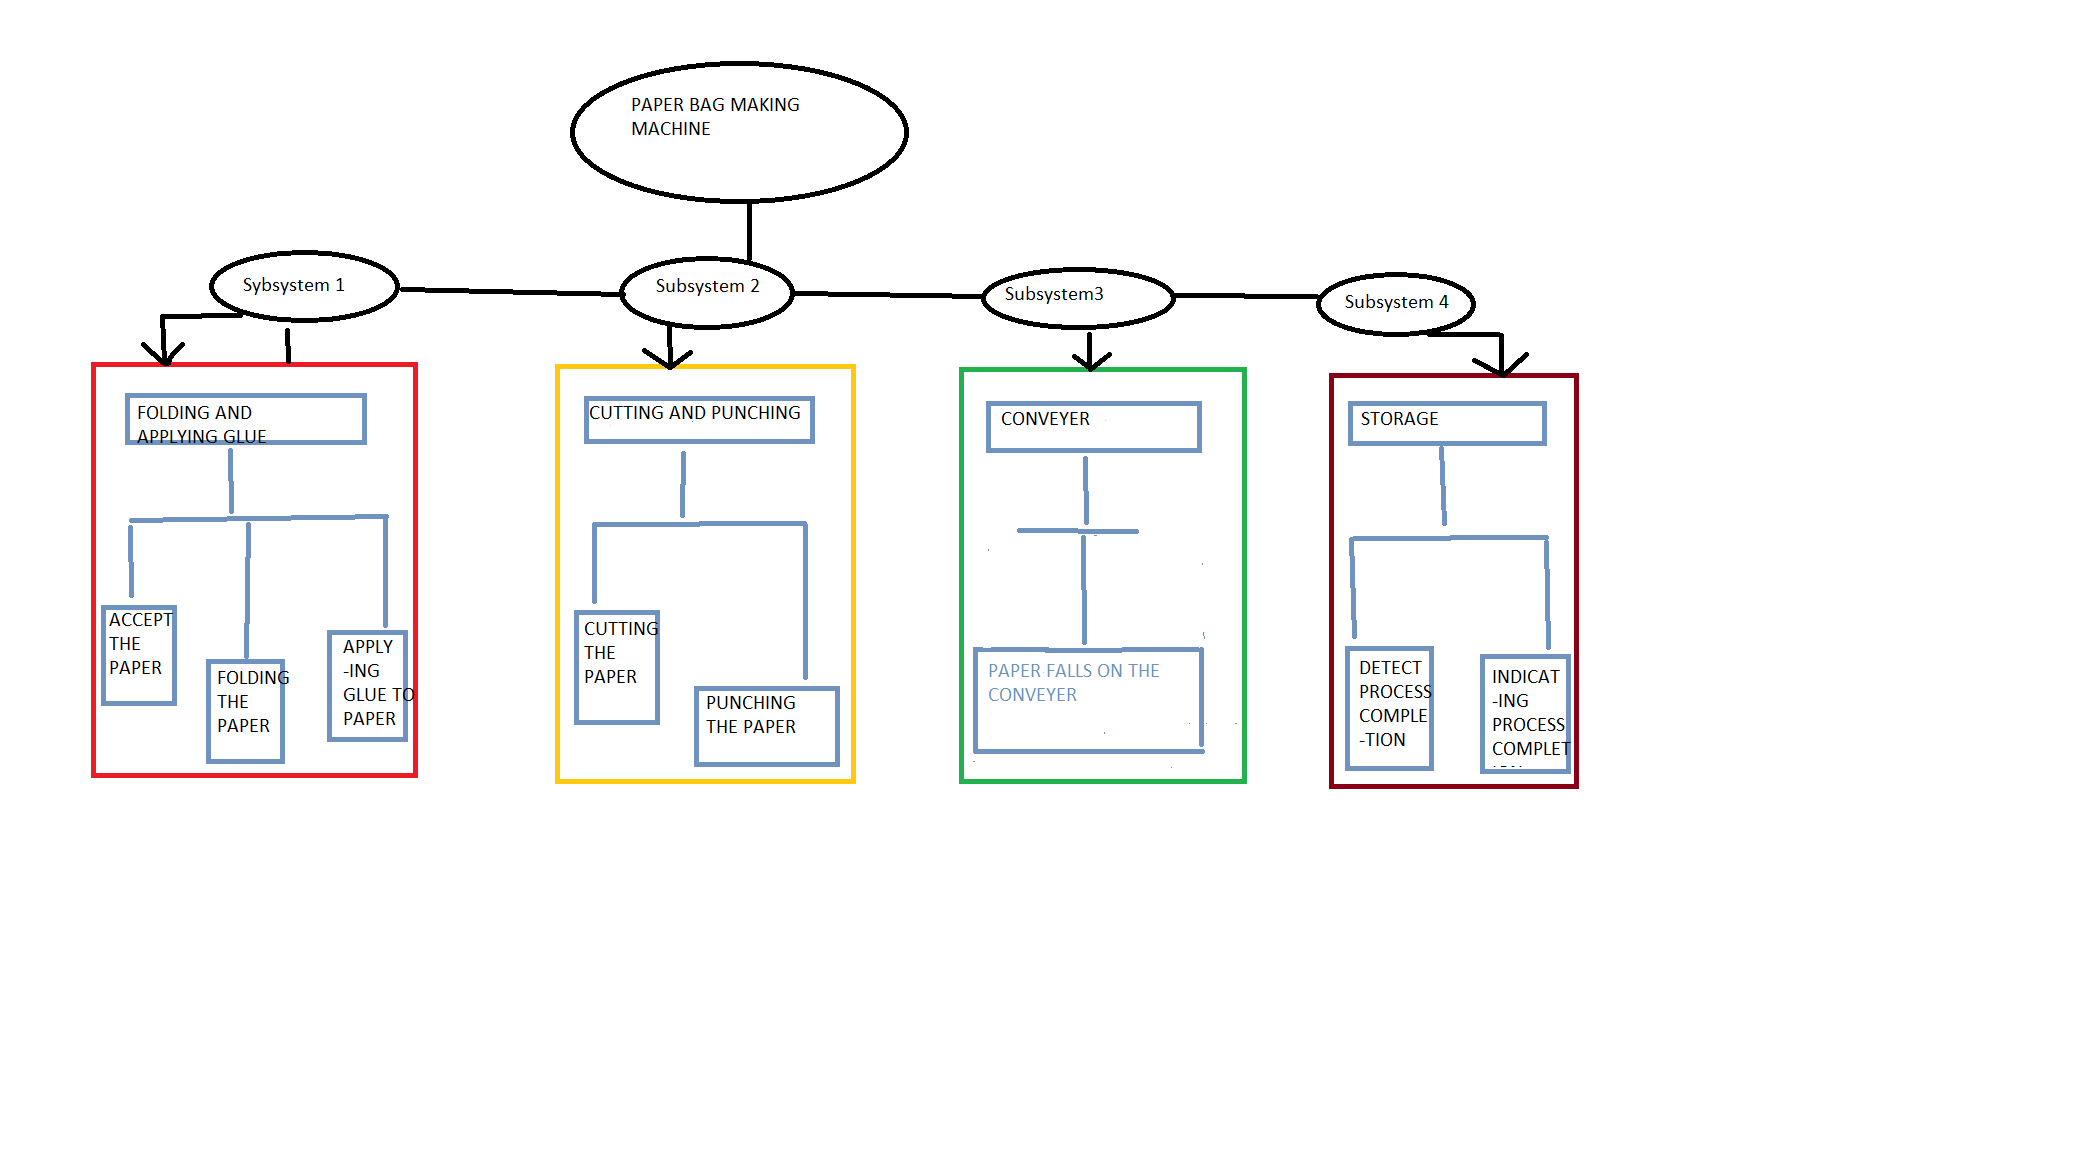 PAPER BAG MAKING
MACHINE
Sybsystem 1
Subsystem 2
Subsystem3
Subsystem 4
FOLDING AND
APPLYING GLUE
ACCEPT
THE
PAPER
FOLDING
THE
PAPER
APPLY
-ING
GLUE TO
PAPER
CUTTING AND PUNCHING
CUTTING
THE
PAPER
PUNCHING
THE PAPER
CONVEYER
PAPER FALLS ON THE
CONVEYER
STORAGE
DETECT
PROCESS
COMPLE
-TION
INDICAT
-ING
PROCESS
COMPLET